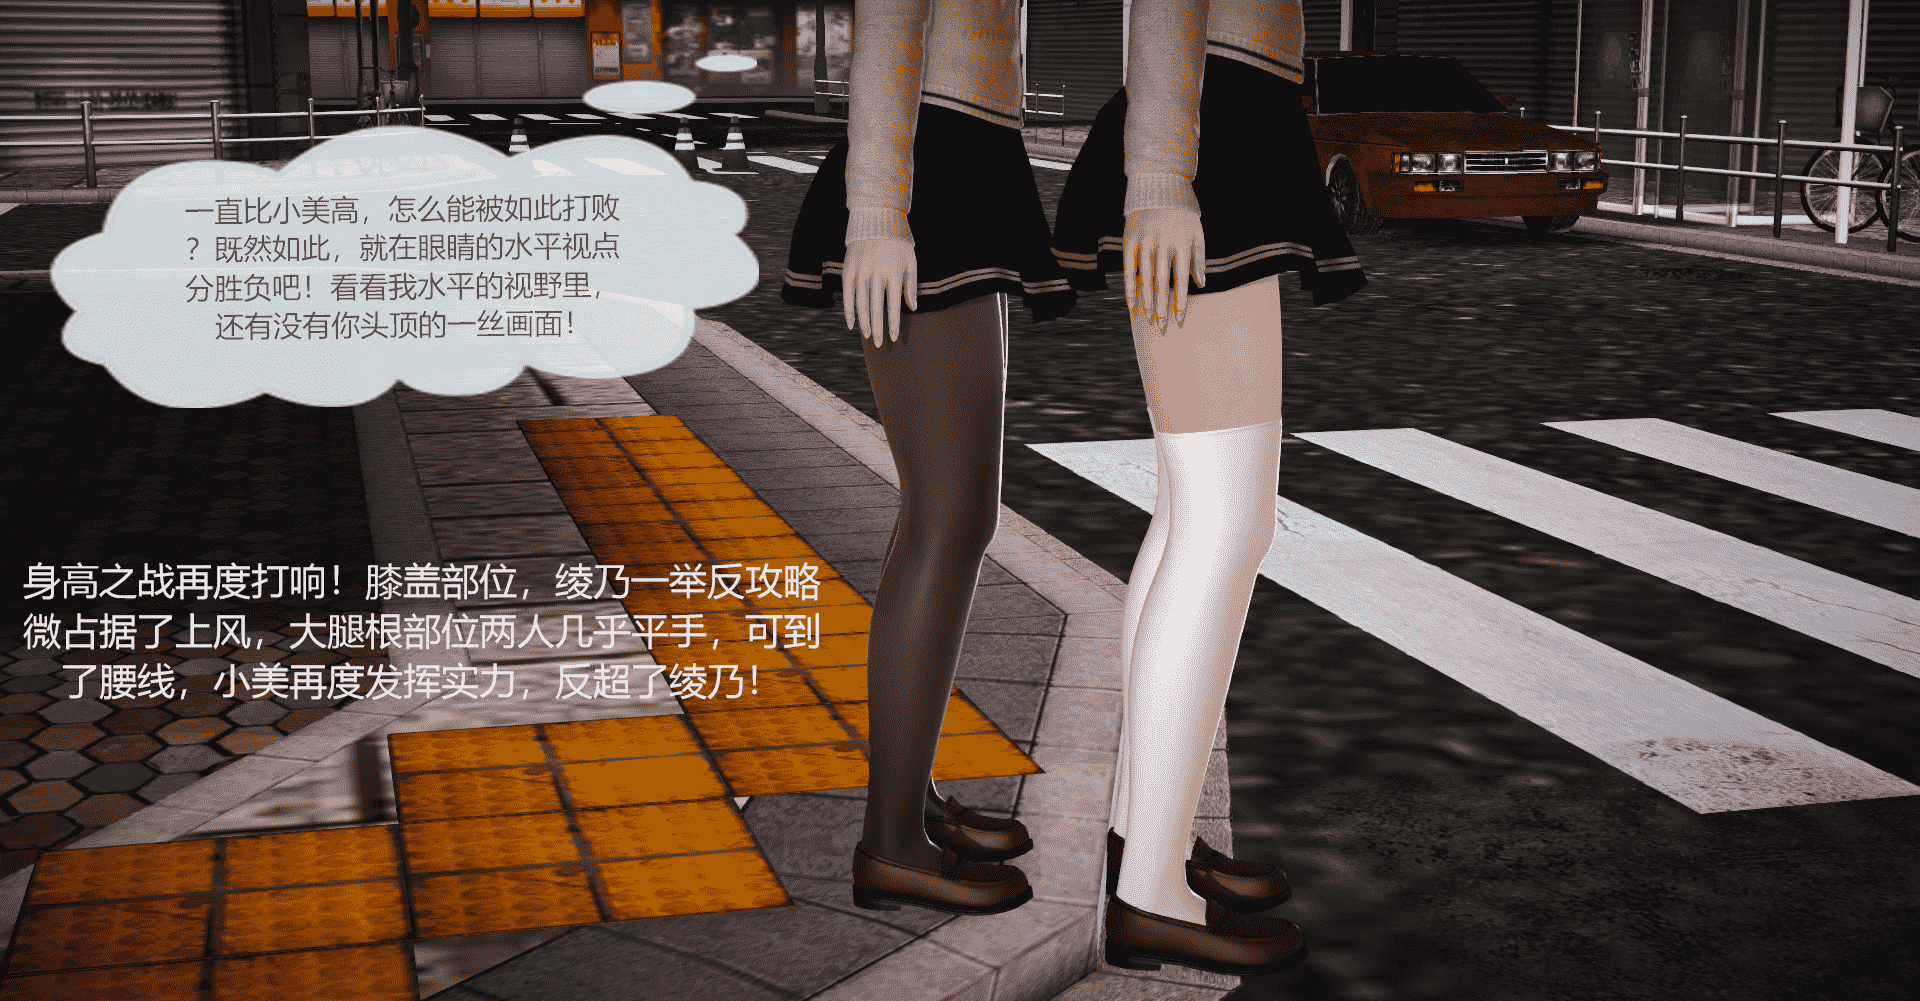 一直比小美高，怎么能被如此打败
？既然如此，就在眼睛的水平视点
分胜负吧！看看我水平的视野里，
还有没有你头顶的一丝画面！
身高之战再度打响！膝盖部位，绫乃一举反攻略
微占据了上风，大腿根部位两人几乎平手，可到
了腰线，小美再度发挥实力，反超了绫乃！